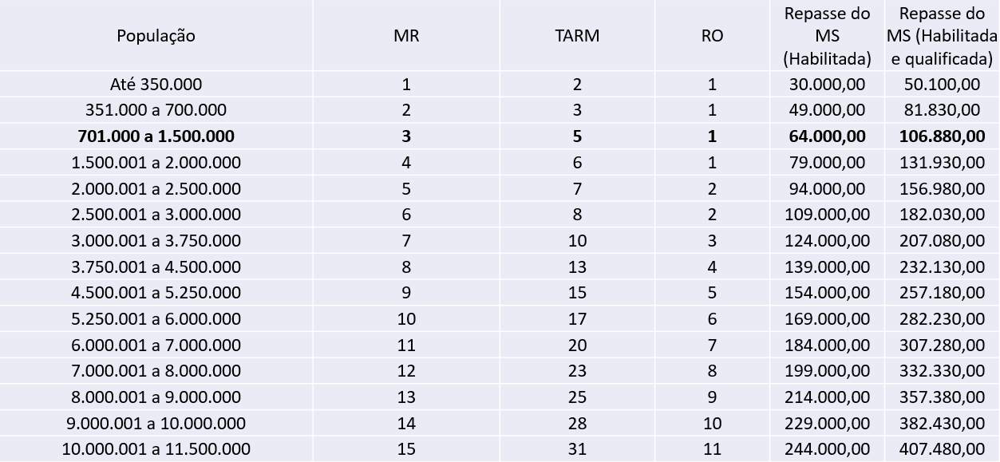 População MR TARM RO Repasse do MS (Habilitada) Repasse do MS (Habilitada e qualificada)
Até 350.000 1 2 1 30.000,00 50.100,00
351.000 a 700.000 2 3 1 49.000,00 81.830,00
701.000 a 1.500.000 3 5 1 64.000,00 106.880,00
1.500.001 a 2.000.000 4 6 1 79.000,00 131.930,00
2.000.001 a 2.500.000 5 7 2 94.000,00 156.980,00
2.500.001 a 3.000.000 6 8 2 109.000,00 182.030,00
3.000.001 a 3.750.000 7 10 3 124.000,00 207.080,00
3.750.001 a 4.500.000 8 13 4 139.000,00 232.130,00
4.500.001 a 5.250.000 9 15 5 154.000,00 257.180,00
5.250.001 a 6.000.000 10 17 6 169.000,00 282.230,00
6.000.001 a 7.000.000 11 20 7 184.000,00 307.280,00
7.000.001 a 8.000.000 12 23 8 199.000,00 332.330,00
8.000.001 a 9.000.000 13 25 9 214.000,00 357.380,00
9.000.001 a 10.000.000 14 28 10 229.000,00 382.430,00
10.000.001 a 11.500.000 15 31 11 244.000,00 407.480,00